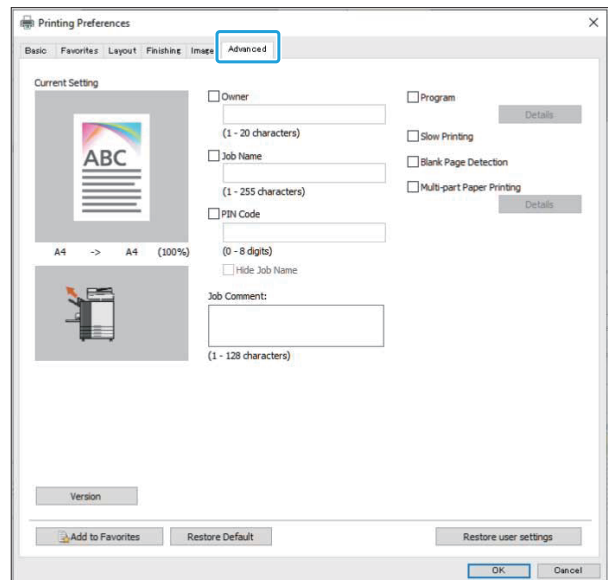 Printing Preferences
Basic Favorites Layout Finishing Image Advanced
Current Setting
ABC
A4 -> A4 (100%)
Owner
(1 - 20 characters)
Job Name
(1 - 255 characters)
PIN Code
(0 - 8 digits)
Hide Job Name
Job Comment:
(1 - 128 characters)
Program
Details
Slow Printing
Blank Page Detection
Multi-part Paper Printing
Details
Version
Add to Favorites
Restore Default
Restore user settings
OK
Cancel